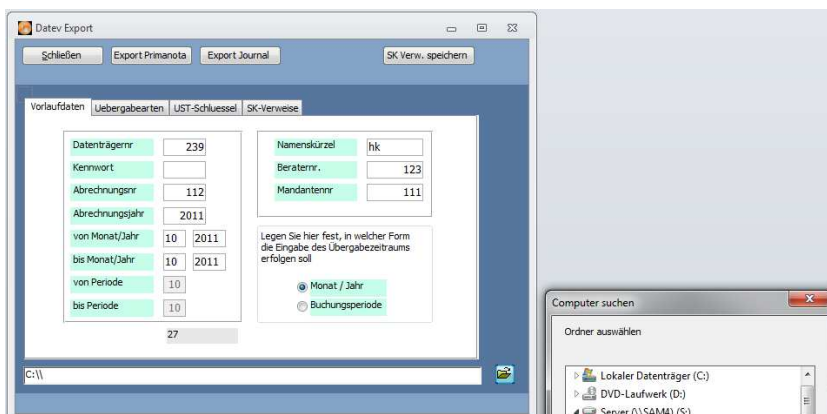 Datev Export
Schließen Export Primanota Export Journal SK Verw. speichern
Vorlaufdaten Uebergabearten UST-Schluessel SK-Verweise
Datenträgernr 239
Kennwort
Abrechnungsnr 112
Abrechnungsjahr 2011
von Monat/Jahr 10 2011
bis Monat/Jahr 10 2011
von Periode 10
bis Periode 10
27
Namenskürzel hk
Beraternr. 123
Mandantennr 111
Legen Sie hier fest, in welcher Form
die Eingabe des Übergabezeitraums
erfolgen soll
Monat / Jahr
Buchungsperiode
C:\\
Computer suchen
Ordner auswählen
Lokaler Datenträger (C:)
DVD-Laufwerk (D:)
Server (\\SAM4) (S:)